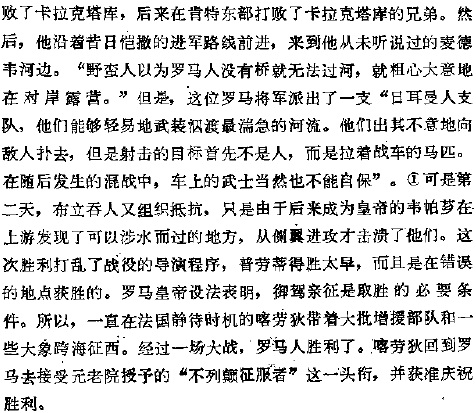 败了卡拉克塔库，后来在肯特东部打败了卡拉克塔库的兄弟。然
后，他沿着昔日恺撒的进军路线前进，来到他从未听说过的麦德
韦河边。“野蛮人以为罗马人没有桥就无法过河，就粗心大意地
在对岸露营。”但是，这位罗马将军派出了一支“日耳曼人支
队，他们能够轻易地武装泅渡最湍急的河流。他们出其不意地向
敌人扑去，但是射击的目标首先不是人，而是拉着战车的马匹。
在随后发生的混战中，车上的武士当然也不能自保”。①可是第
二天，布立吞人又组织抵抗，只是由于后来成为皇帝的韦帕芗在
上游发现了可以涉水而过的地方，从侧翼进攻才击溃了他们。这
次胜利打乱了战役的导演程序，普劳蒂得胜太早，而且是在错误
的地点获胜的。罗马皇帝设法表明，御驾亲征是取胜的必要条
件。所以，一直在法国静待时机的喀劳狄带着大批增援部队和一
些大象跨海征西。经过一场大战，罗马人胜利了。喀劳狄回到罗
马去接受元老院授予的“不列颠征服者”这一头衔，并获准庆祝
胜利。